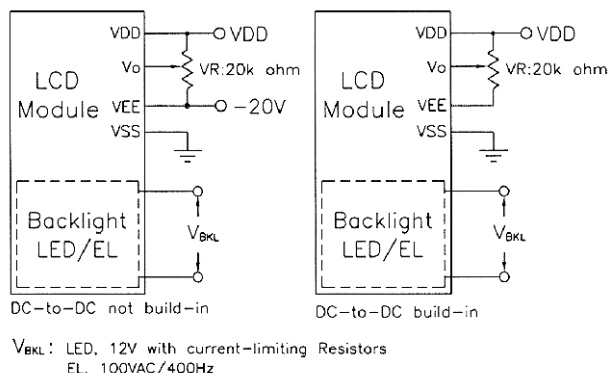 VDD
VDD
Vo
VR:20k ohm
LCD
Module
VEE
-20V
VSS
Backlight
LED/EL
VBKL
DC-to-DC not build-in
VDD
VDD
Vo
VR:20k ohm
LCD
Module
VEE
VSS
Backlight
LED/EL
VBKL
DC-to-DC build-in
VBKL: LED, 12V with current-limiting Resistors
EL, 100VAC/400Hz